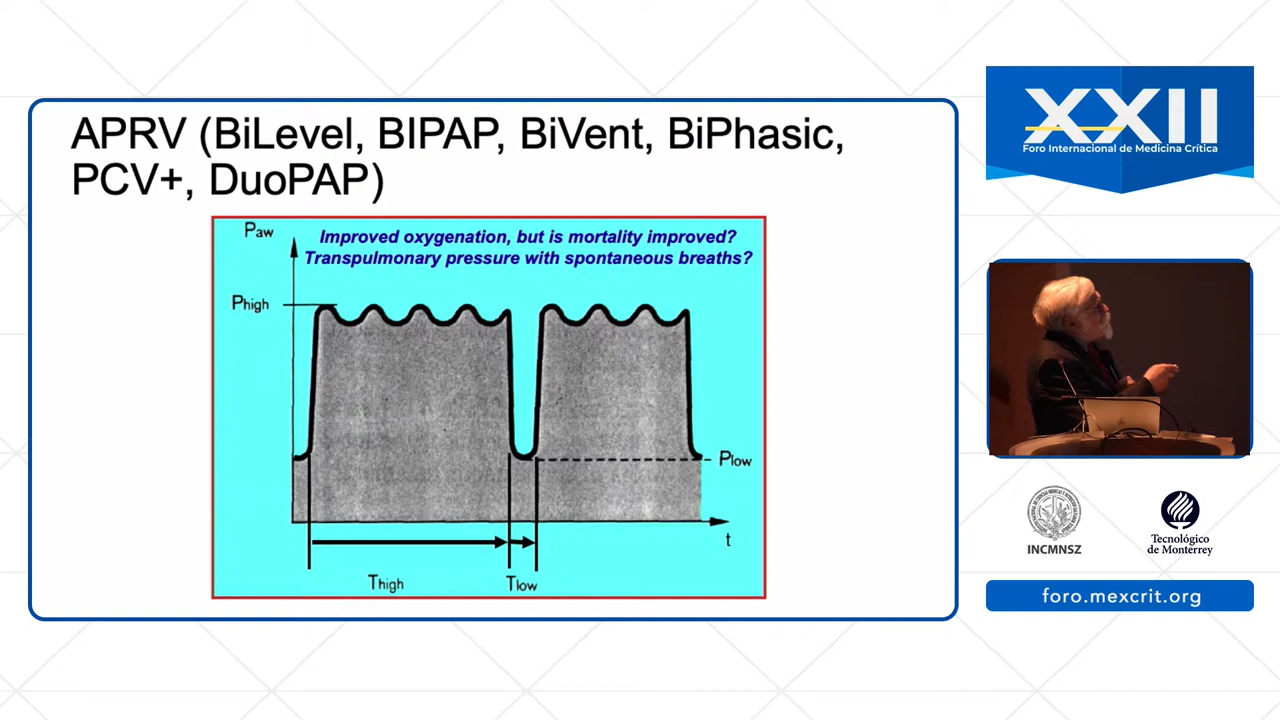 APRV (BiLevel, BIPAP, BiVent, BiPhasic,
PCV+, DuoPAP)
Paw
Improved oxygenation, but is mortality improved?
Transpulmonary pressure with spontaneous breaths?
Phigh
Plow
t
Thigh
Tlow
XXII
Foro Internacional de Medicina Crítica
INCMNSZ
Tecnológico
de Monterrey
foro.mexcrit.org